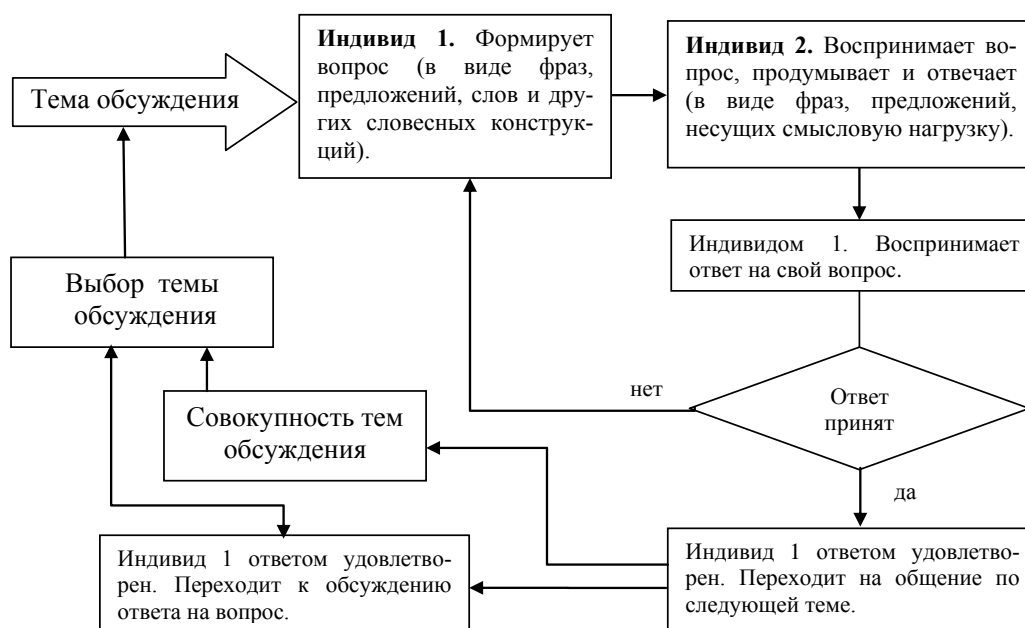 Тема обсуждения
Индивид 1. Формирует
вопрос (в виде фраз,
предложений, слов и дру-
гих словесных конструк-
ций).
Индивид 2. Воспринимает во-
прос, продумывает и отвечает
(в виде фраз, предложений,
несущих смысловую нагрузку).
Индивидом 1. Воспринимает
ответ на свой вопрос.
Выбор темы
обсуждения
нет
Ответ
принят
Совокупность тем
обсуждения
да
Индивид 1 ответом удовлетво-
рен. Переходит к обсуждению
ответа на вопрос.
Индивид 1 ответом удовлетво-
рен. Переходит на общение по
следующей теме.